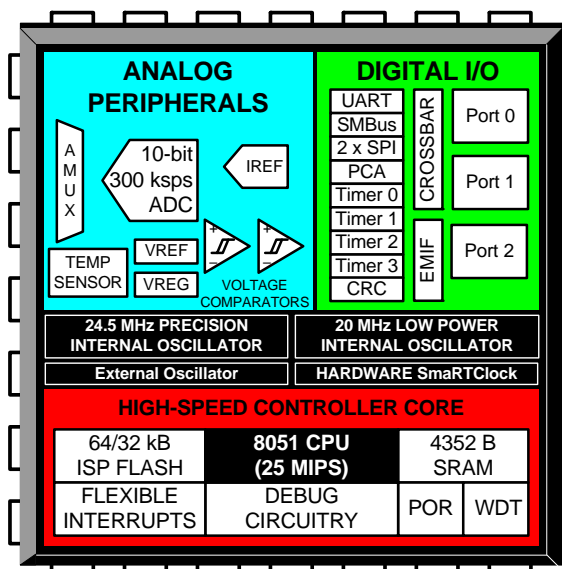 ANALOG
PERIPHERALS
A
M
U
X
10-bit
300 ksps
ADC
IREF
TEMP
SENSOR
VREF
VREG
+
–
+
–
VOLTAGE
COMPARATORS
DIGITAL I/O
UART
SMBus
2 x SPI
PCA
Timer 0
Timer 1
Timer 2
Timer 3
CRC
CROSSBAR
EMIF
Port 0
Port 1
Port 2
24.5 MHz PRECISION
INTERNAL OSCILLATOR
20 MHz LOW POWER
INTERNAL OSCILLATOR
External Oscillator
HARDWARE SmaRTClock
HIGH-SPEED CONTROLLER CORE
64/32 kB
ISP FLASH
8051 CPU
(25 MIPS)
4352 B
SRAM
FLEXIBLE
INTERRUPTS
DEBUG
CIRCUITRY
POR
WDT